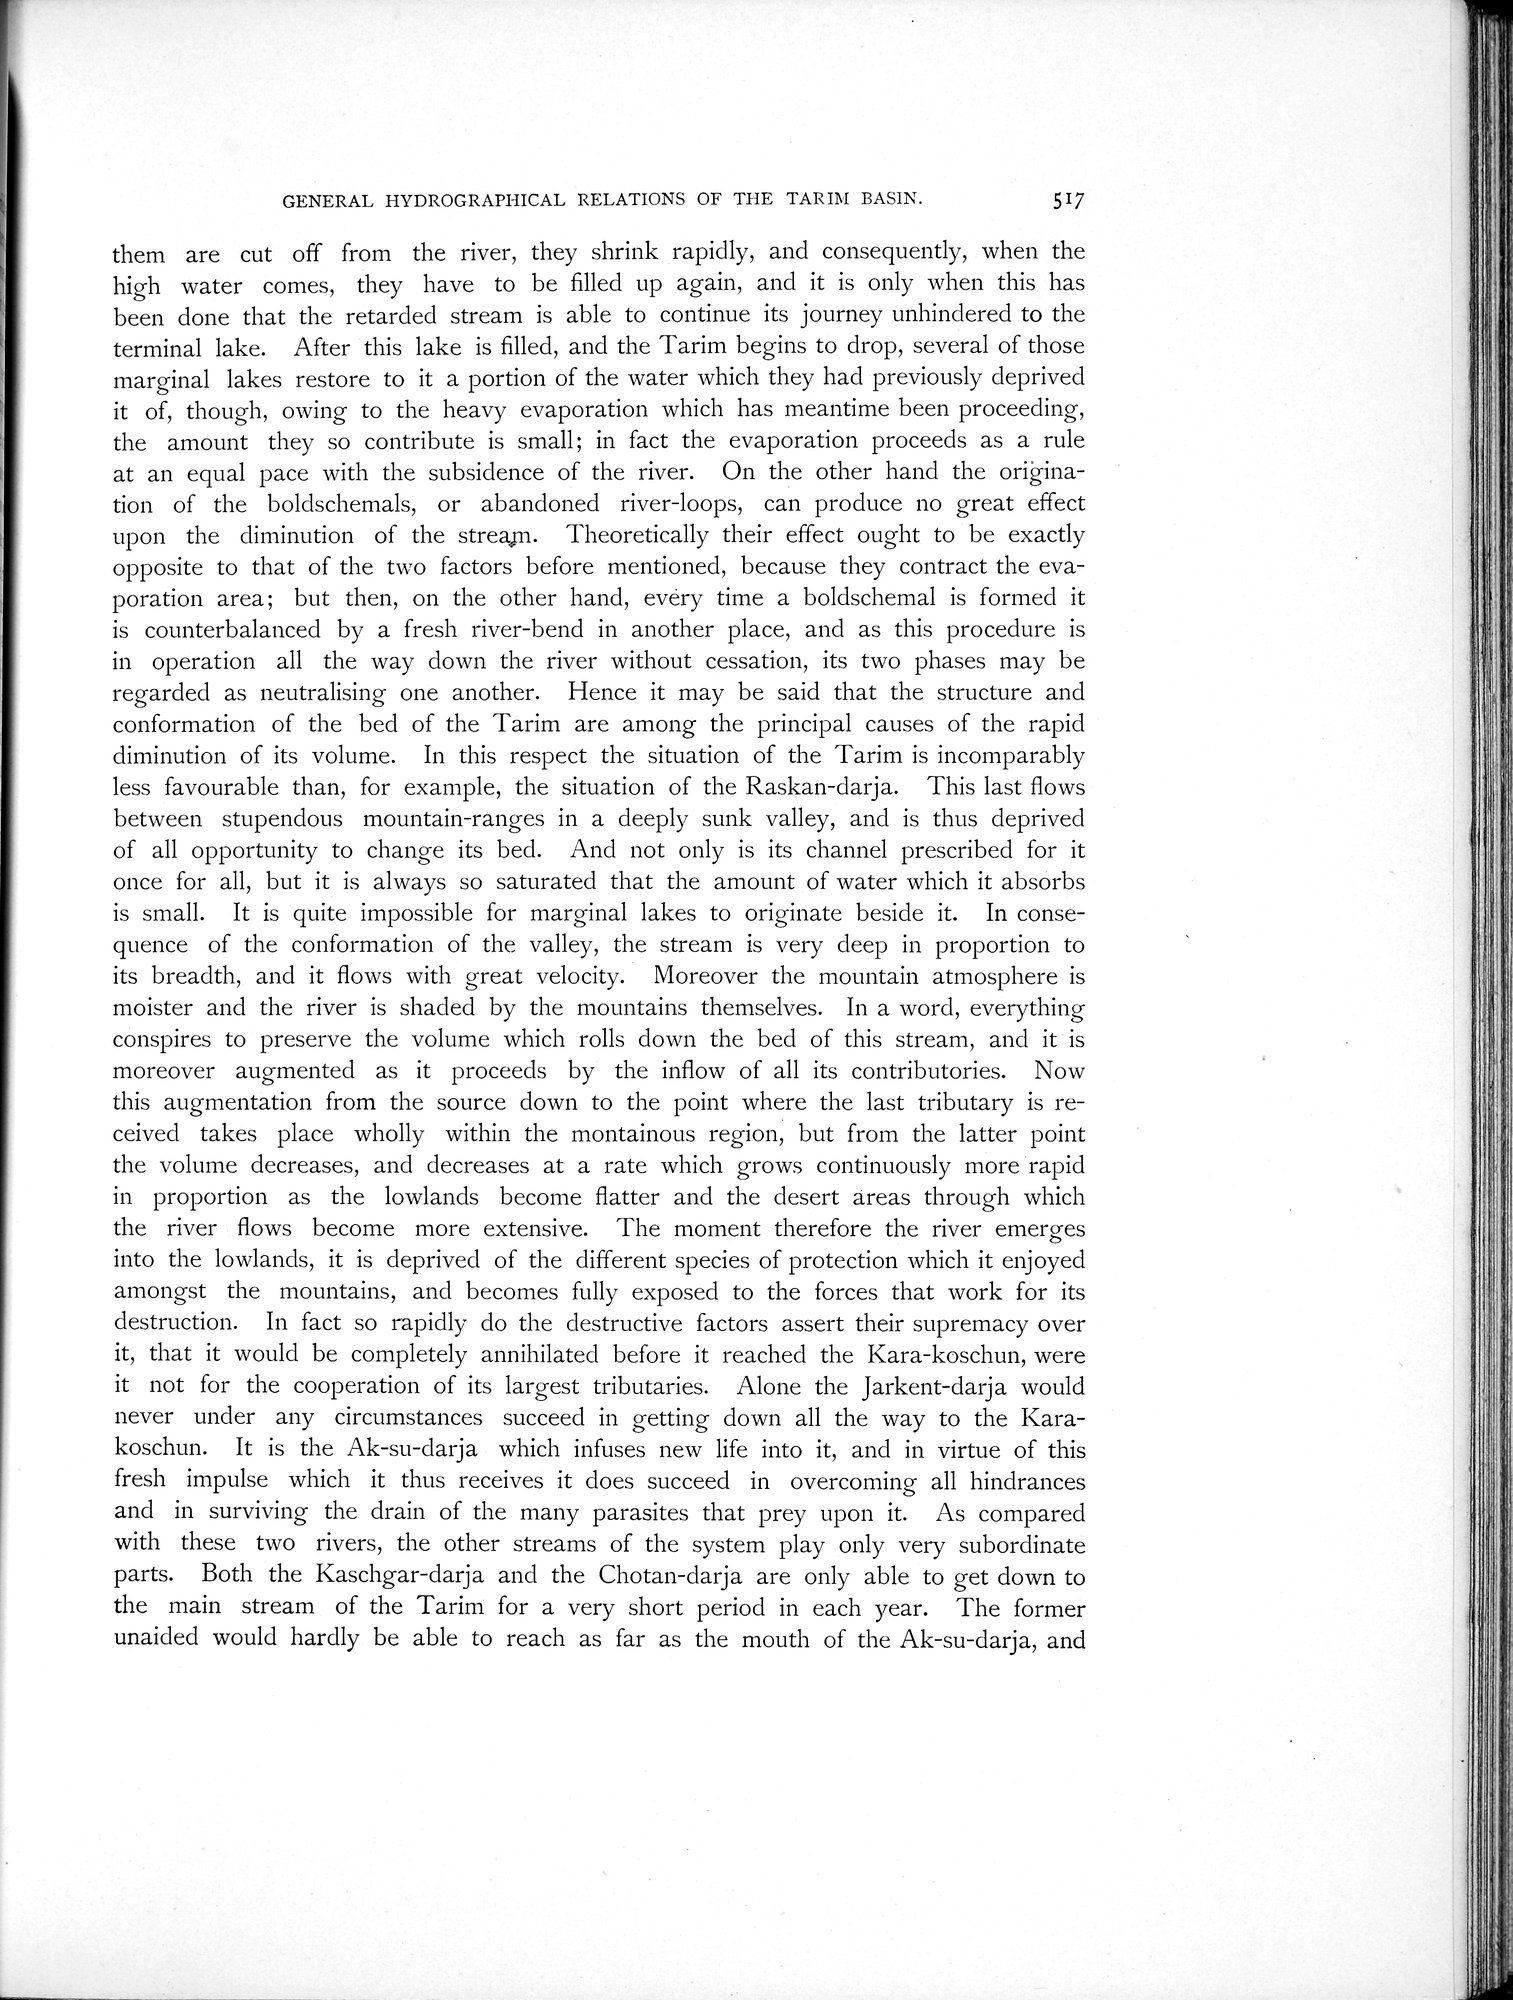 GENERAL HYDROGRAPHICAL RELATIONS OF THE TARIM BASIN. 517
them are cut off from the river, they shrink rapidly, and consequently, when the
high water comes, they have to be filled up again, and it is only when this has
been done that the retarded stream is able to continue its journey unhindered to the
terminal lake. After this lake is filled, and the Tarim begins to drop, several of those
marginal lakes restore to it a portion of the water which they had previously deprived
it of, though, owing to the heavy evaporation which has meantime been proceeding,
the amount they so contribute is small; in fact the evaporation proceeds as a rule
at an equal pace with the subsidence of the river. On the other hand the origina-
tion of the boldschemals, or abandoned river-loops, can produce no great effect
upon the diminution of the stream. Theoretically their effect ought to be exactly
opposite to that of the two factors before mentioned, because they contract the eva-
poration area; but then, on the other hand, every time a boldschemal is formed it
is counterbalanced by a fresh river-bend in another place, and as this procedure is
in operation all the way down the river without cessation, its two phases may be
regarded as neutralising one another. Hence it may be said that the structure and
conformation of the bed of the Tarim are among the principal causes of the rapid
diminution of its volume. In this respect the situation of the Tarim is incomparably
less favourable than, for example, the situation of the Raskan-darja. This last flows
between stupendous mountain-ranges in a deeply sunk valley, and is thus deprived
of all opportunity to change its bed. And not only is its channel prescribed for it
once for all, but it is always so saturated that the amount of water which it absorbs
is small. It is quite impossible for marginal lakes to originate beside it. In conse-
quence of the conformation of the valley, the stream is very deep in proportion to
its breadth, and it flows with great velocity. Moreover the mountain atmosphere is
moister and the river is shaded by the mountains themselves. In a word, everything
conspires to preserve the volume which rolls down the bed of this stream, and it is
moreover augmented as it proceeds by the inflow of all its contributories. Now
this augmentation from the source down to the point where the last tributary is re-
ceived takes place wholly within the montainous region, but from the latter point
the volume decreases, and decreases at a rate which grows continuously more rapid
in proportion as the lowlands become flatter and the desert areas through which
the river flows become more extensive. The moment therefore the river emerges
into the lowlands, it is deprived of the different species of protection which it enjoyed
amongst the mountains, and becomes fully exposed to the forces that work for its
destruction. In fact so rapidly do the destructive factors assert their supremacy over
it, that it would be completely annihilated before it reached the Kara-koschun, were
it not for the cooperation of its largest tributaries. Alone the Jarkent-darja would
never under any circumstances succeed in getting down all the way to the Kara-
koschun. It is the Ak-su-darja which infuses new life into it, and in virtue of this
fresh impulse which it thus receives it does succeed in overcoming all hindrances
and in surviving the drain of the many parasites that prey upon it. As compared
with these two rivers, the other streams of the system play only very subordinate
parts. Both the Kaschgar-darja and the Chotan-darja are only able to get down to
the main stream of the Tarim for a very short period in each year. The former
unaided would hardly be able to reach as far as the mouth of the Ak-su-darja, and